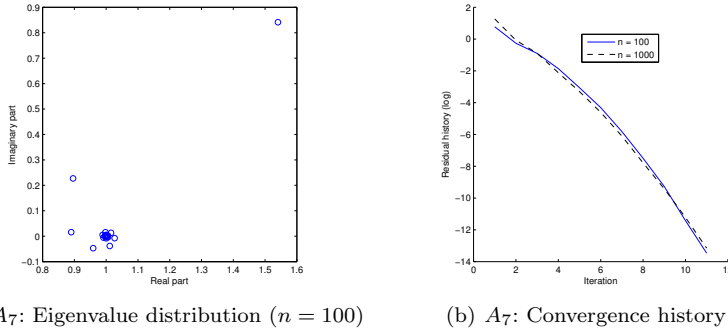 0.9
0.8
0.7
0.6
0.5
0.4
0.3
0.2
0.1
0
−0.1
Imaginary part
0.8 0.9 1 1.1 1.2 1.3 1.4 1.5 1.6
Real part
A7: Eigenvalue distribution (n = 100)
2
0
−2
−4
−6
−8
−10
−12
−14
Residual history (log)
n = 100
n = 1000
0 2 4 6 8 10
Iteration
(b) A7: Convergence history